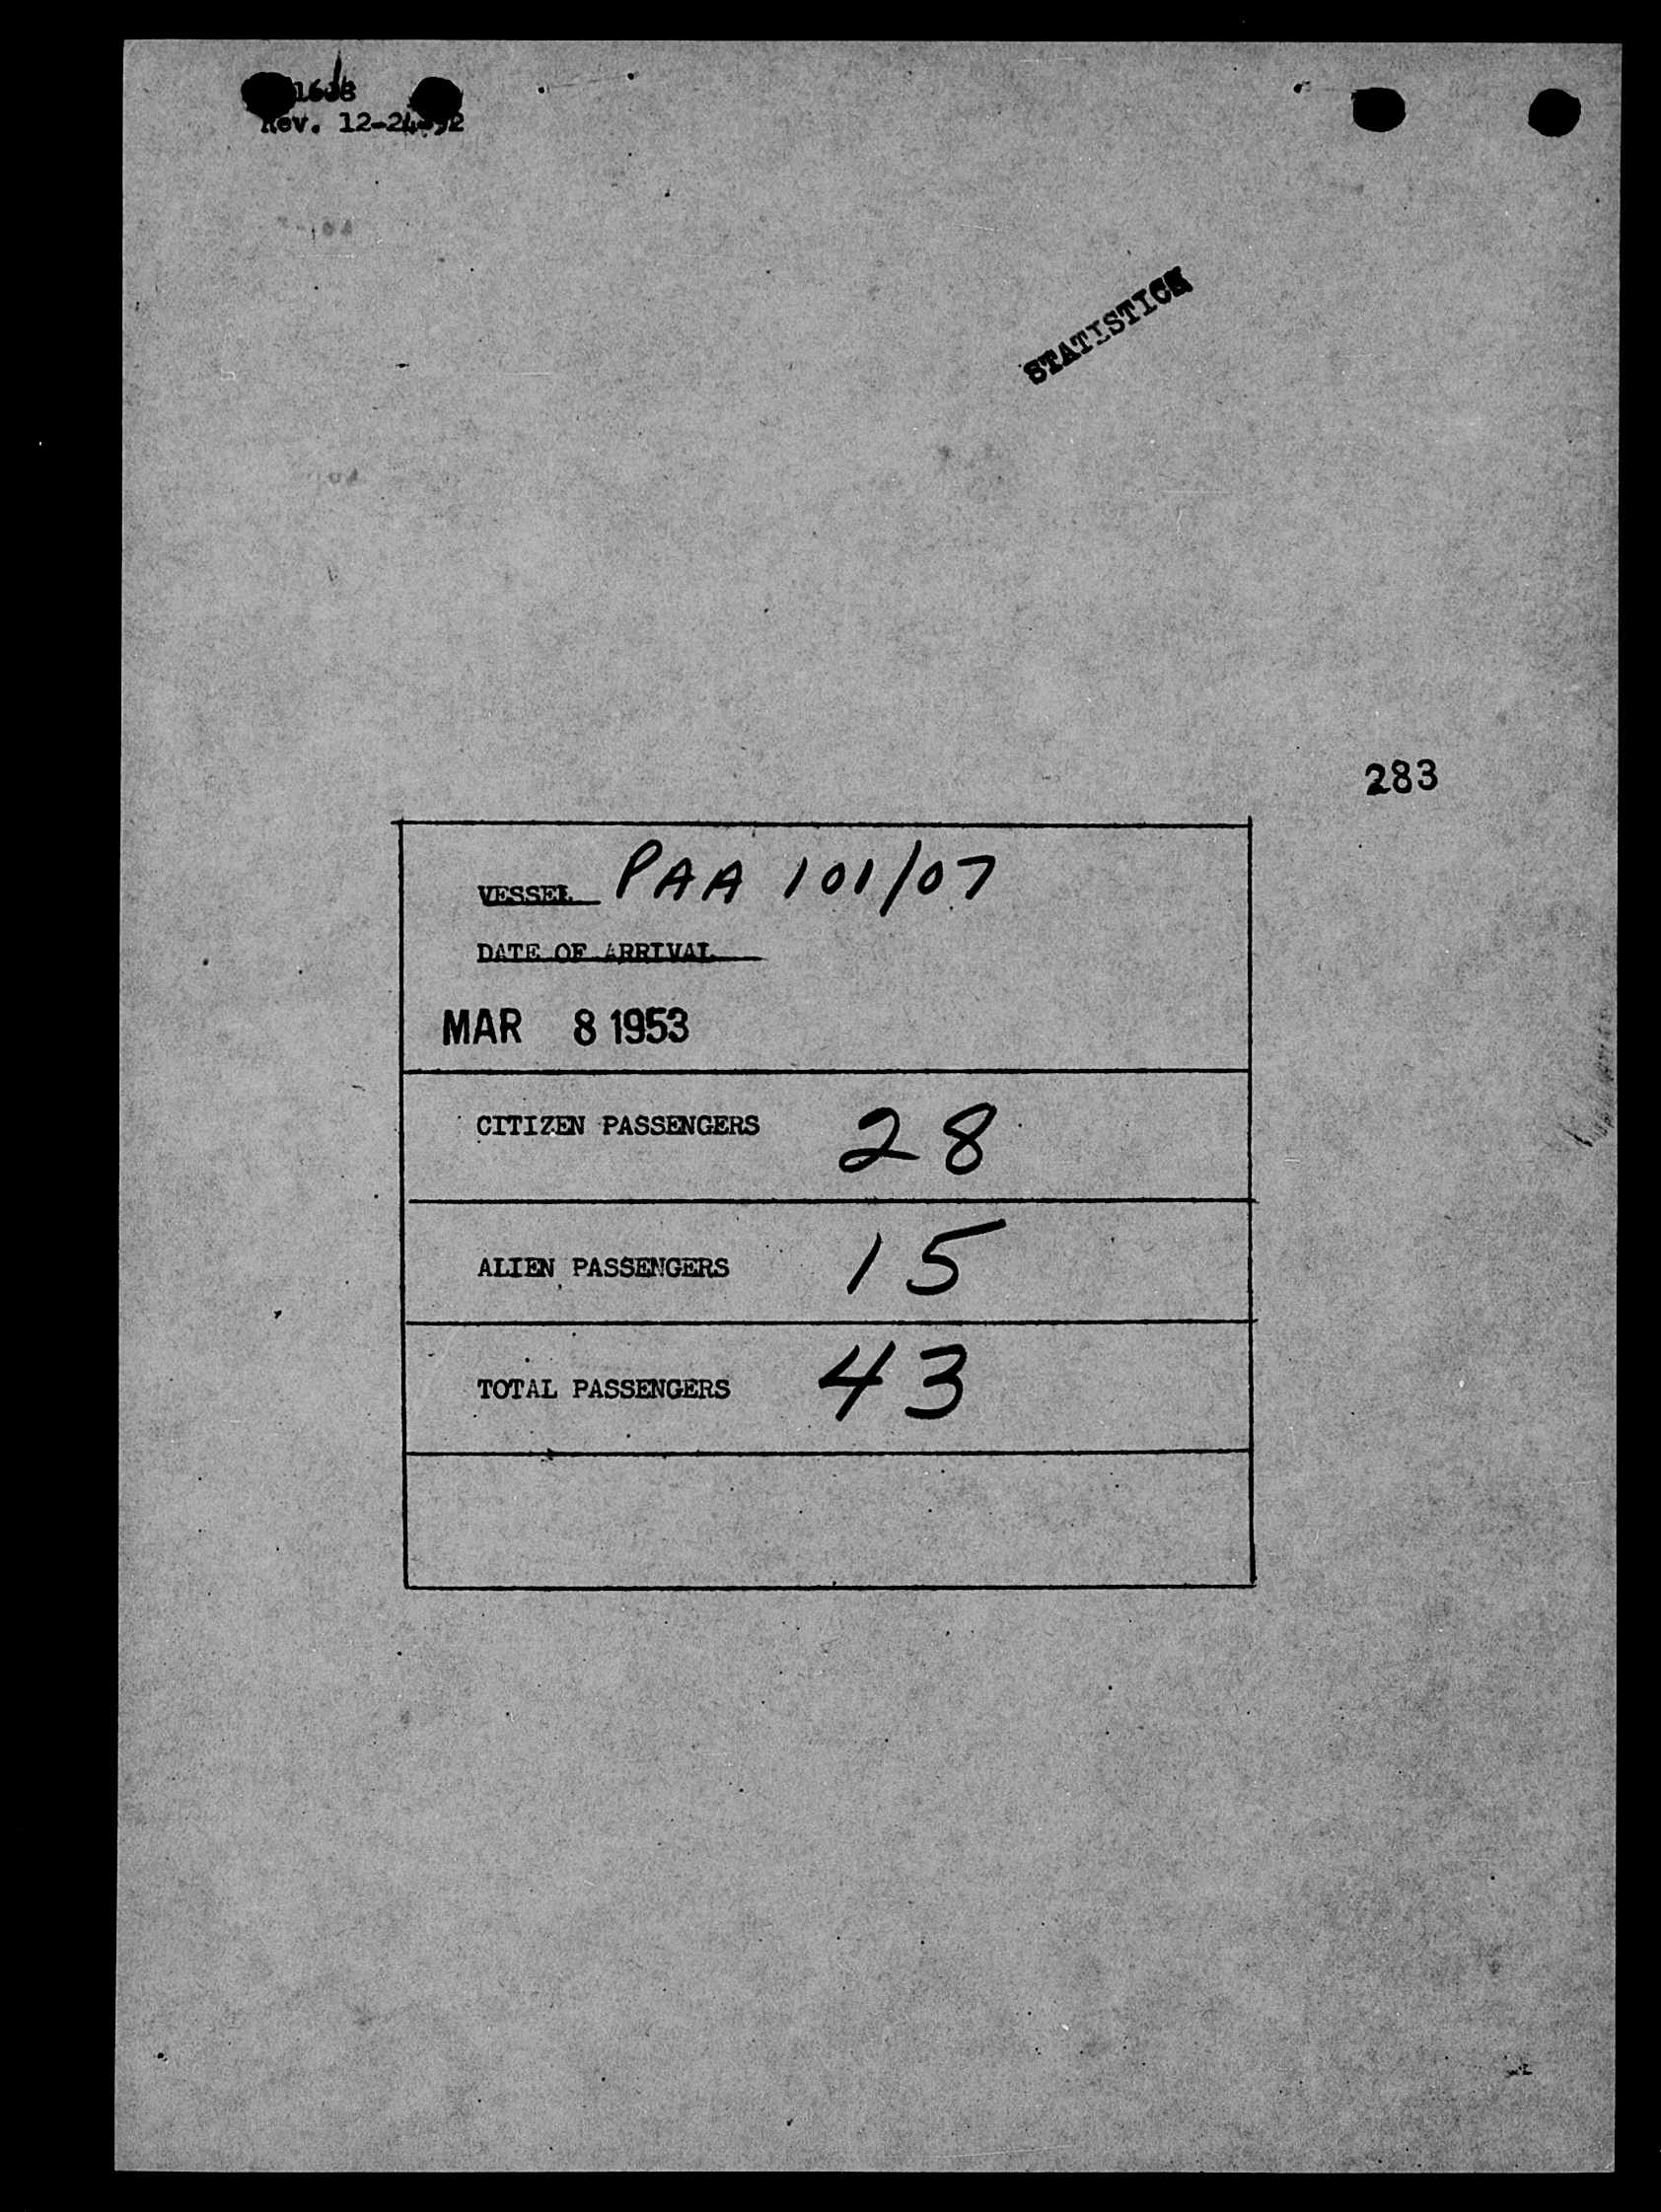 1608
Rev. 12-24-52
STATISTICS
283
VESSEL PAA 101/07
DATE OF ARRIVAL
MAR 8 1953
CITIZEN PASSENGERS 28
ALIEN PASSENGERS 15
TOTAL PASSENGERS 43